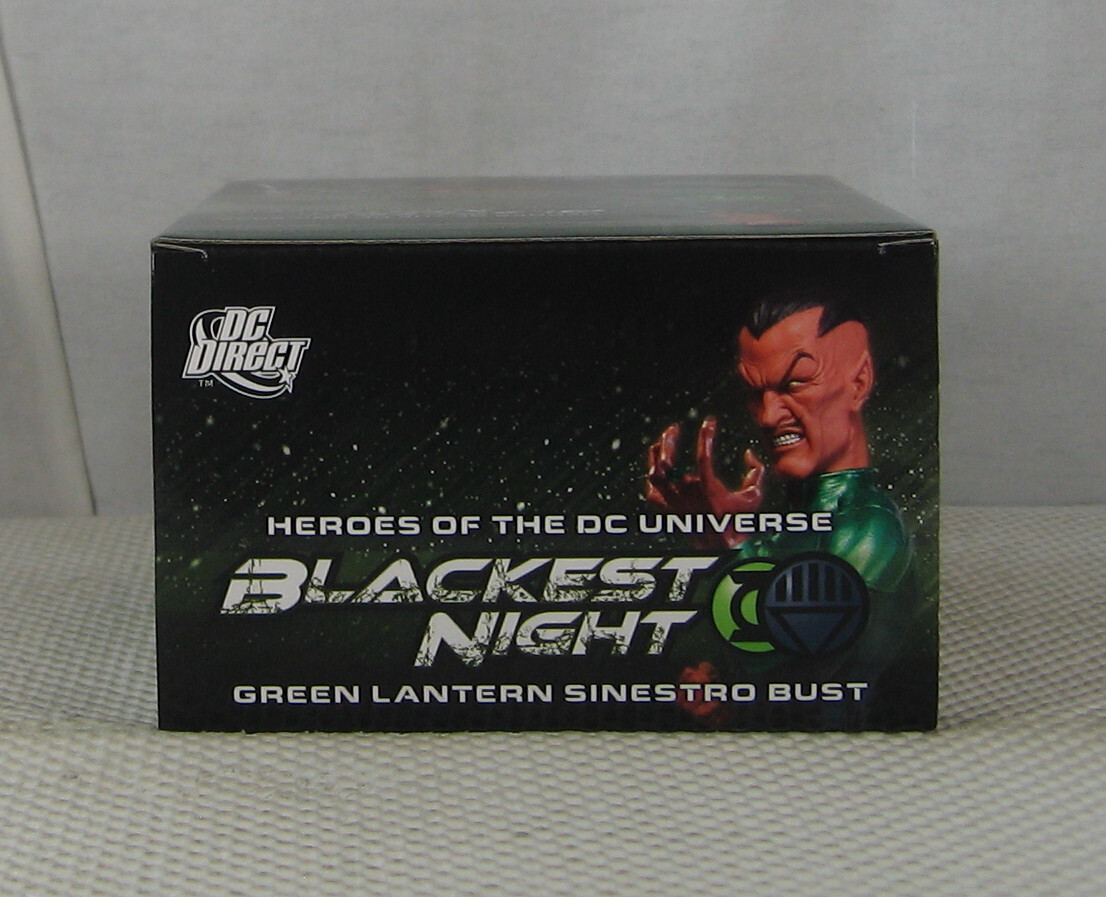 DC
DIRECT
TM
HEROES OF THE DC UNIVERSE
BLACKEST
NIGHT
GREEN LANTERN SINESTRO BUST